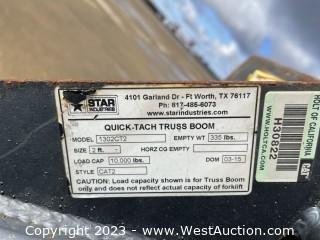 STAR
INDUSTRIES
4101 Garland Dr - Ft Worth, TX 76117
Ph: 817-485-6073
www.starindustries.com
QUICK-TACH TRUSS BOOM
MODEL 1302CT2 EMPTY WT 335 lbs.
SIZE 2 ft. - HORZ CG EMPTY
LOAD CAP 10,000 lbs. DOM 03-15
STYLE CAT2
Caution: Load capacity shown is for Truss Boom
only and does not reflect actual capacity of forklift
HOLT OF CALIFORNIA
WWW.HOLTCA.COM
H30822
CAT
Copyright © 2023 - Yuba City Auction